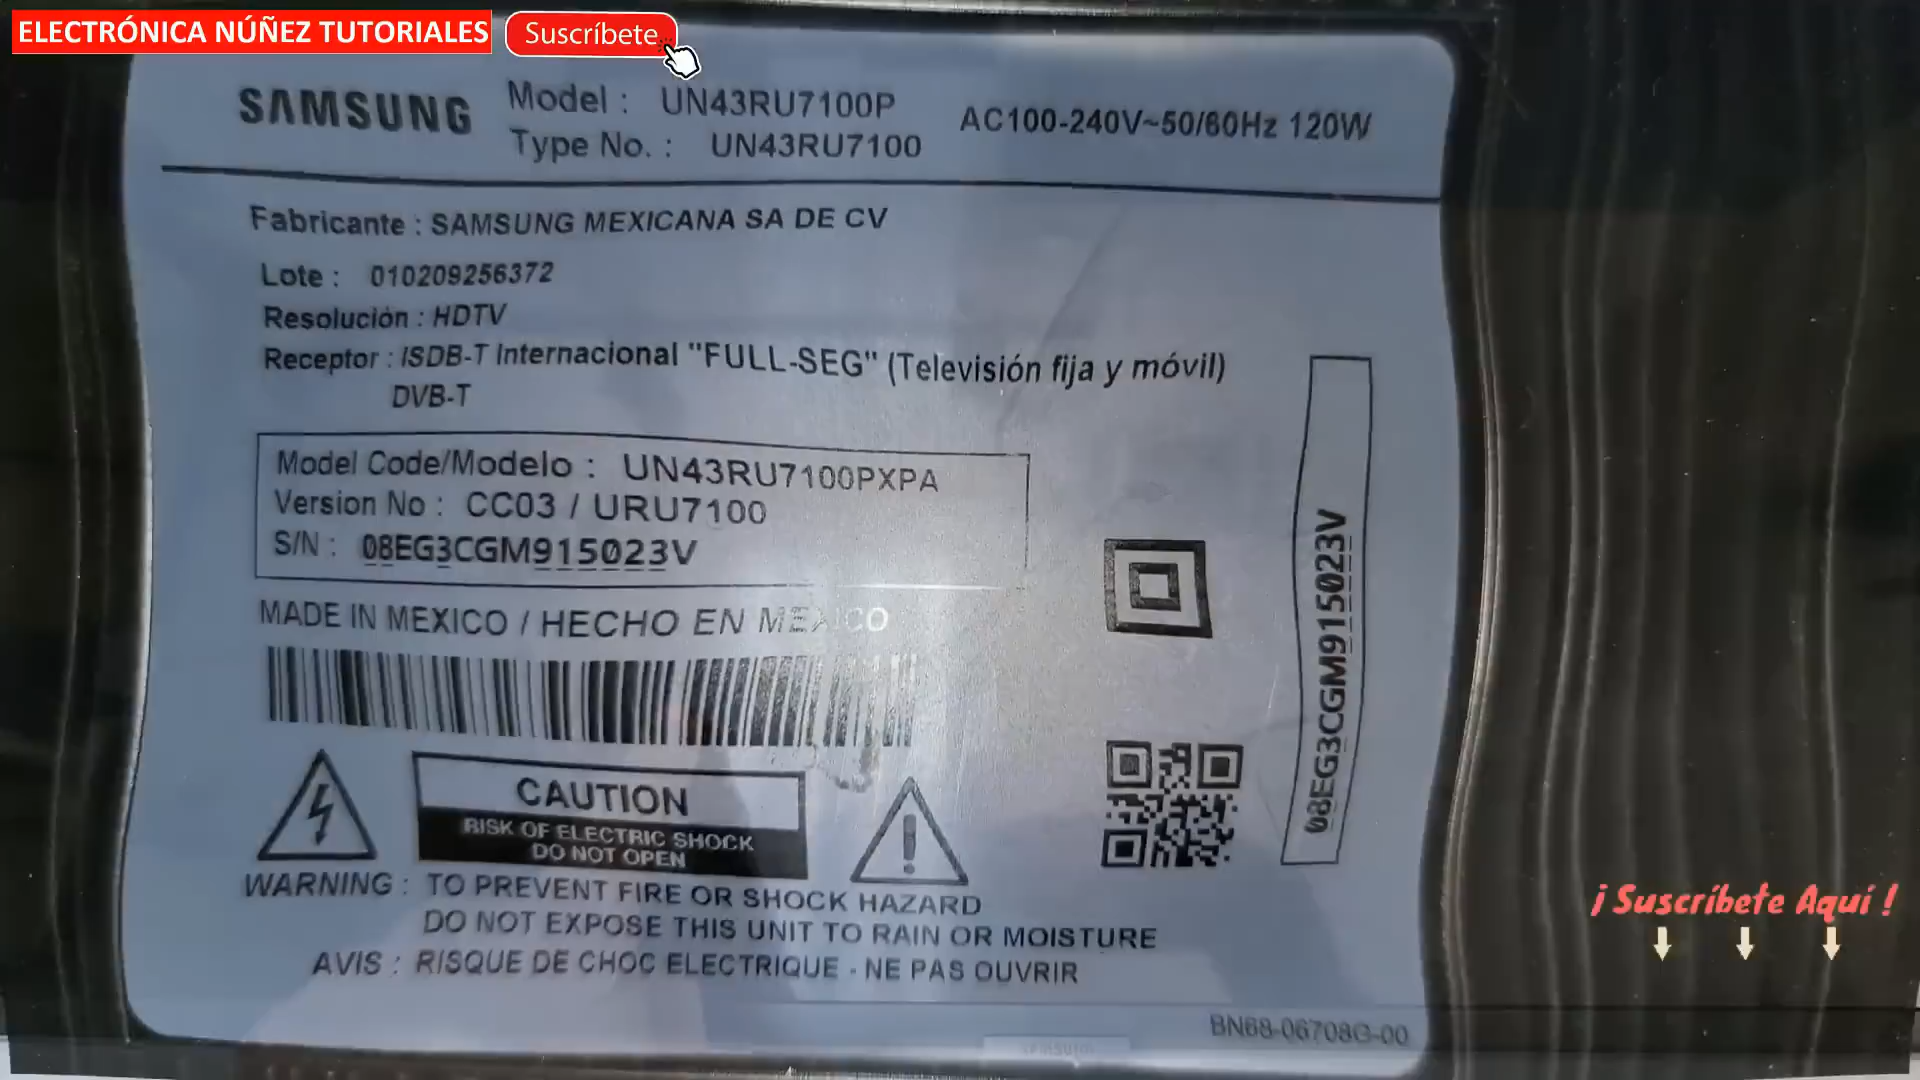 ELECTRÓNICA NÚÑEZ TUTORIALES
Suscríbete
SAMSUNG
Model : UN43RU7100P
Type No. : UN43RU7100
AC100-240V~50/60Hz 120W
Fabricante : SAMSUNG MEXICANA SA DE CV
Lote : 010209256372
Resolución : HDTV
Receptor : ISDB-T Internacional "FULL-SEG" (Televisión fija y móvil)
DVB-T
Model Code/Modelo : UN43RU7100PXPA
Version No : CC03 / URU7100
S/N : 08EG3CGM915023V
MADE IN MEXICO / HECHO EN MEXICO
08EG3CGM915023V
CAUTION
RISK OF ELECTRIC SHOCK
DO NOT OPEN
WARNING : TO PREVENT FIRE OR SHOCK HAZARD
DO NOT EXPOSE THIS UNIT TO RAIN OR MOISTURE
AVIS : RISQUE DE CHOC ELECTRIQUE - NE PAS OUVRIR
¡ Suscríbete Aquí !
BN68-06708G-00
SAMSUNG